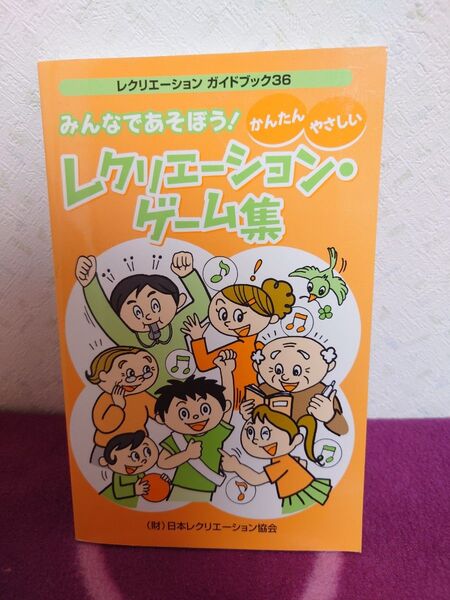 レクリエーション ガイドブック36
みんなであそぼう!
かんたん
やさしい
レクリエーション・
ゲーム集
(財)日本レクリエーション協会